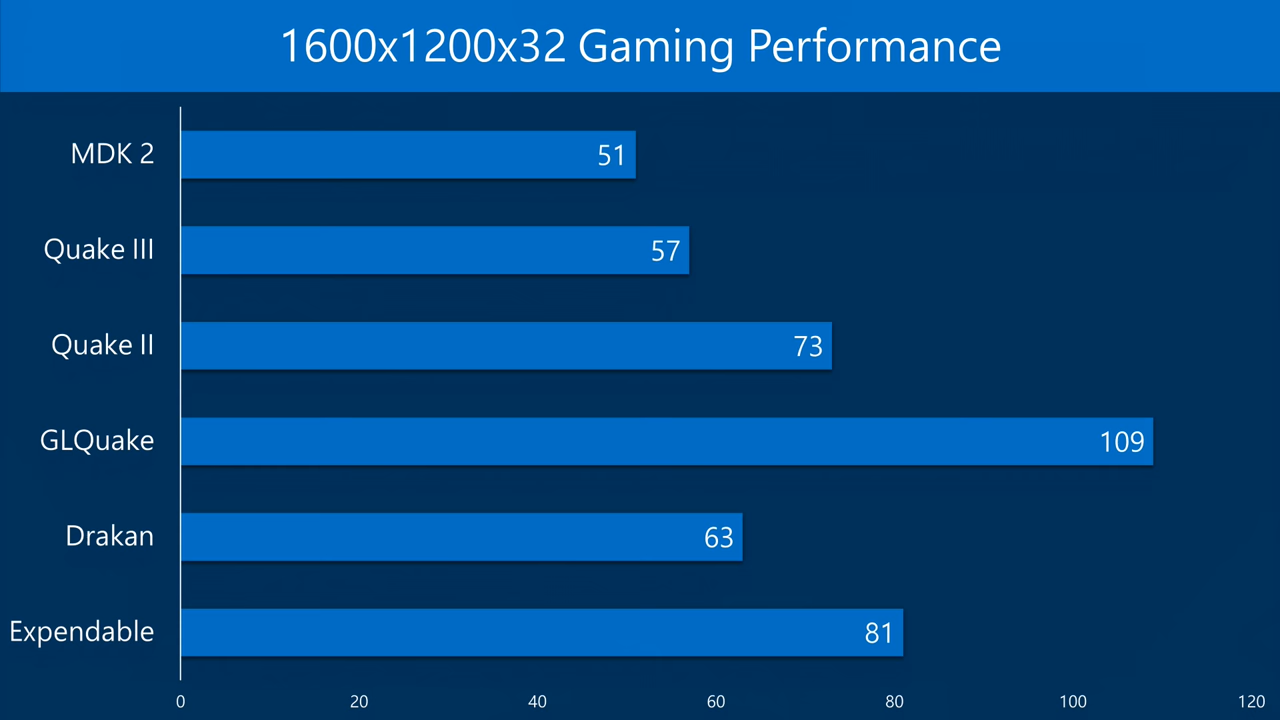 1600x1200x32 Gaming Performance
MDK 2
51
Quake III
57
Quake II
73
GLQuake
109
Drakan
63
Expendable
81
0 20 40 60 80 100 120